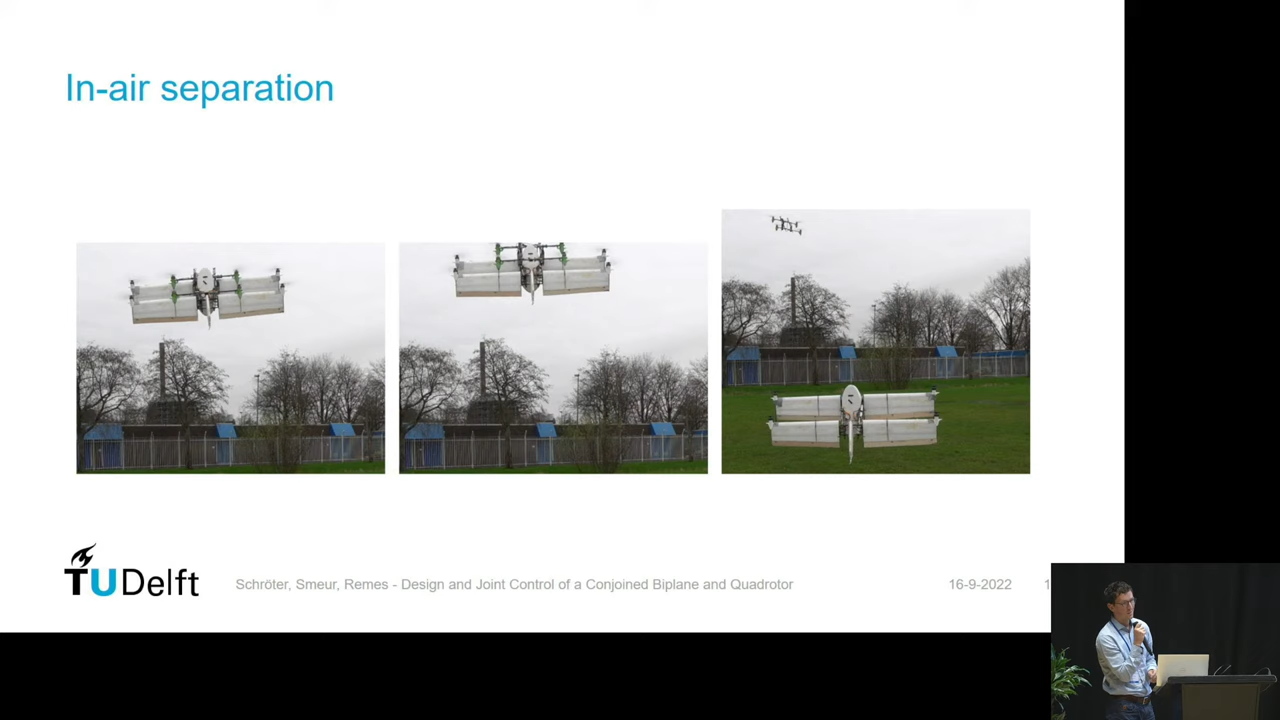 In-air separation
TUDelft
Schröter, Smeur, Remes - Design and Joint Control of a Conjoined Biplane and Quadrotor
16-9-2022
1